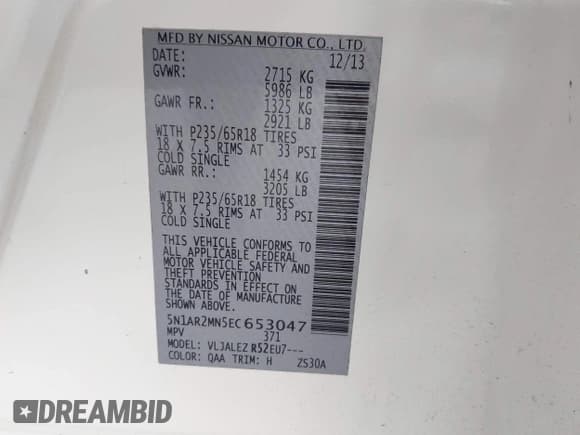 MFD BY NISSAN MOTOR CO., LTD.
DATE: 12/13
GVWR: 2715 KG
5986 LB
GAWR FR.: 1325 KG
2921 LB
WITH P235/65R18 TIRES
18 X 7.5 RIMS AT 33 PSI
COLD SINGLE
GAWR RR.: 1454 KG
3205 LB
WITH P235/65R18 TIRES
18 X 7.5 RIMS AT 33 PSI
COLD SINGLE
THIS VEHICLE CONFORMS TO
ALL APPLICABLE FEDERAL
MOTOR VEHICLE SAFETY AND
THEFT PREVENTION
STANDARDS IN EFFECT ON
THE DATE OF MANUFACTURE
SHOWN ABOVE.
5N1AR2MN5EC653047
MPV 371
MODEL: VLJALEZ R52EU7---
COLOR: QAA TRIM: H ZS30A
DREAMBID